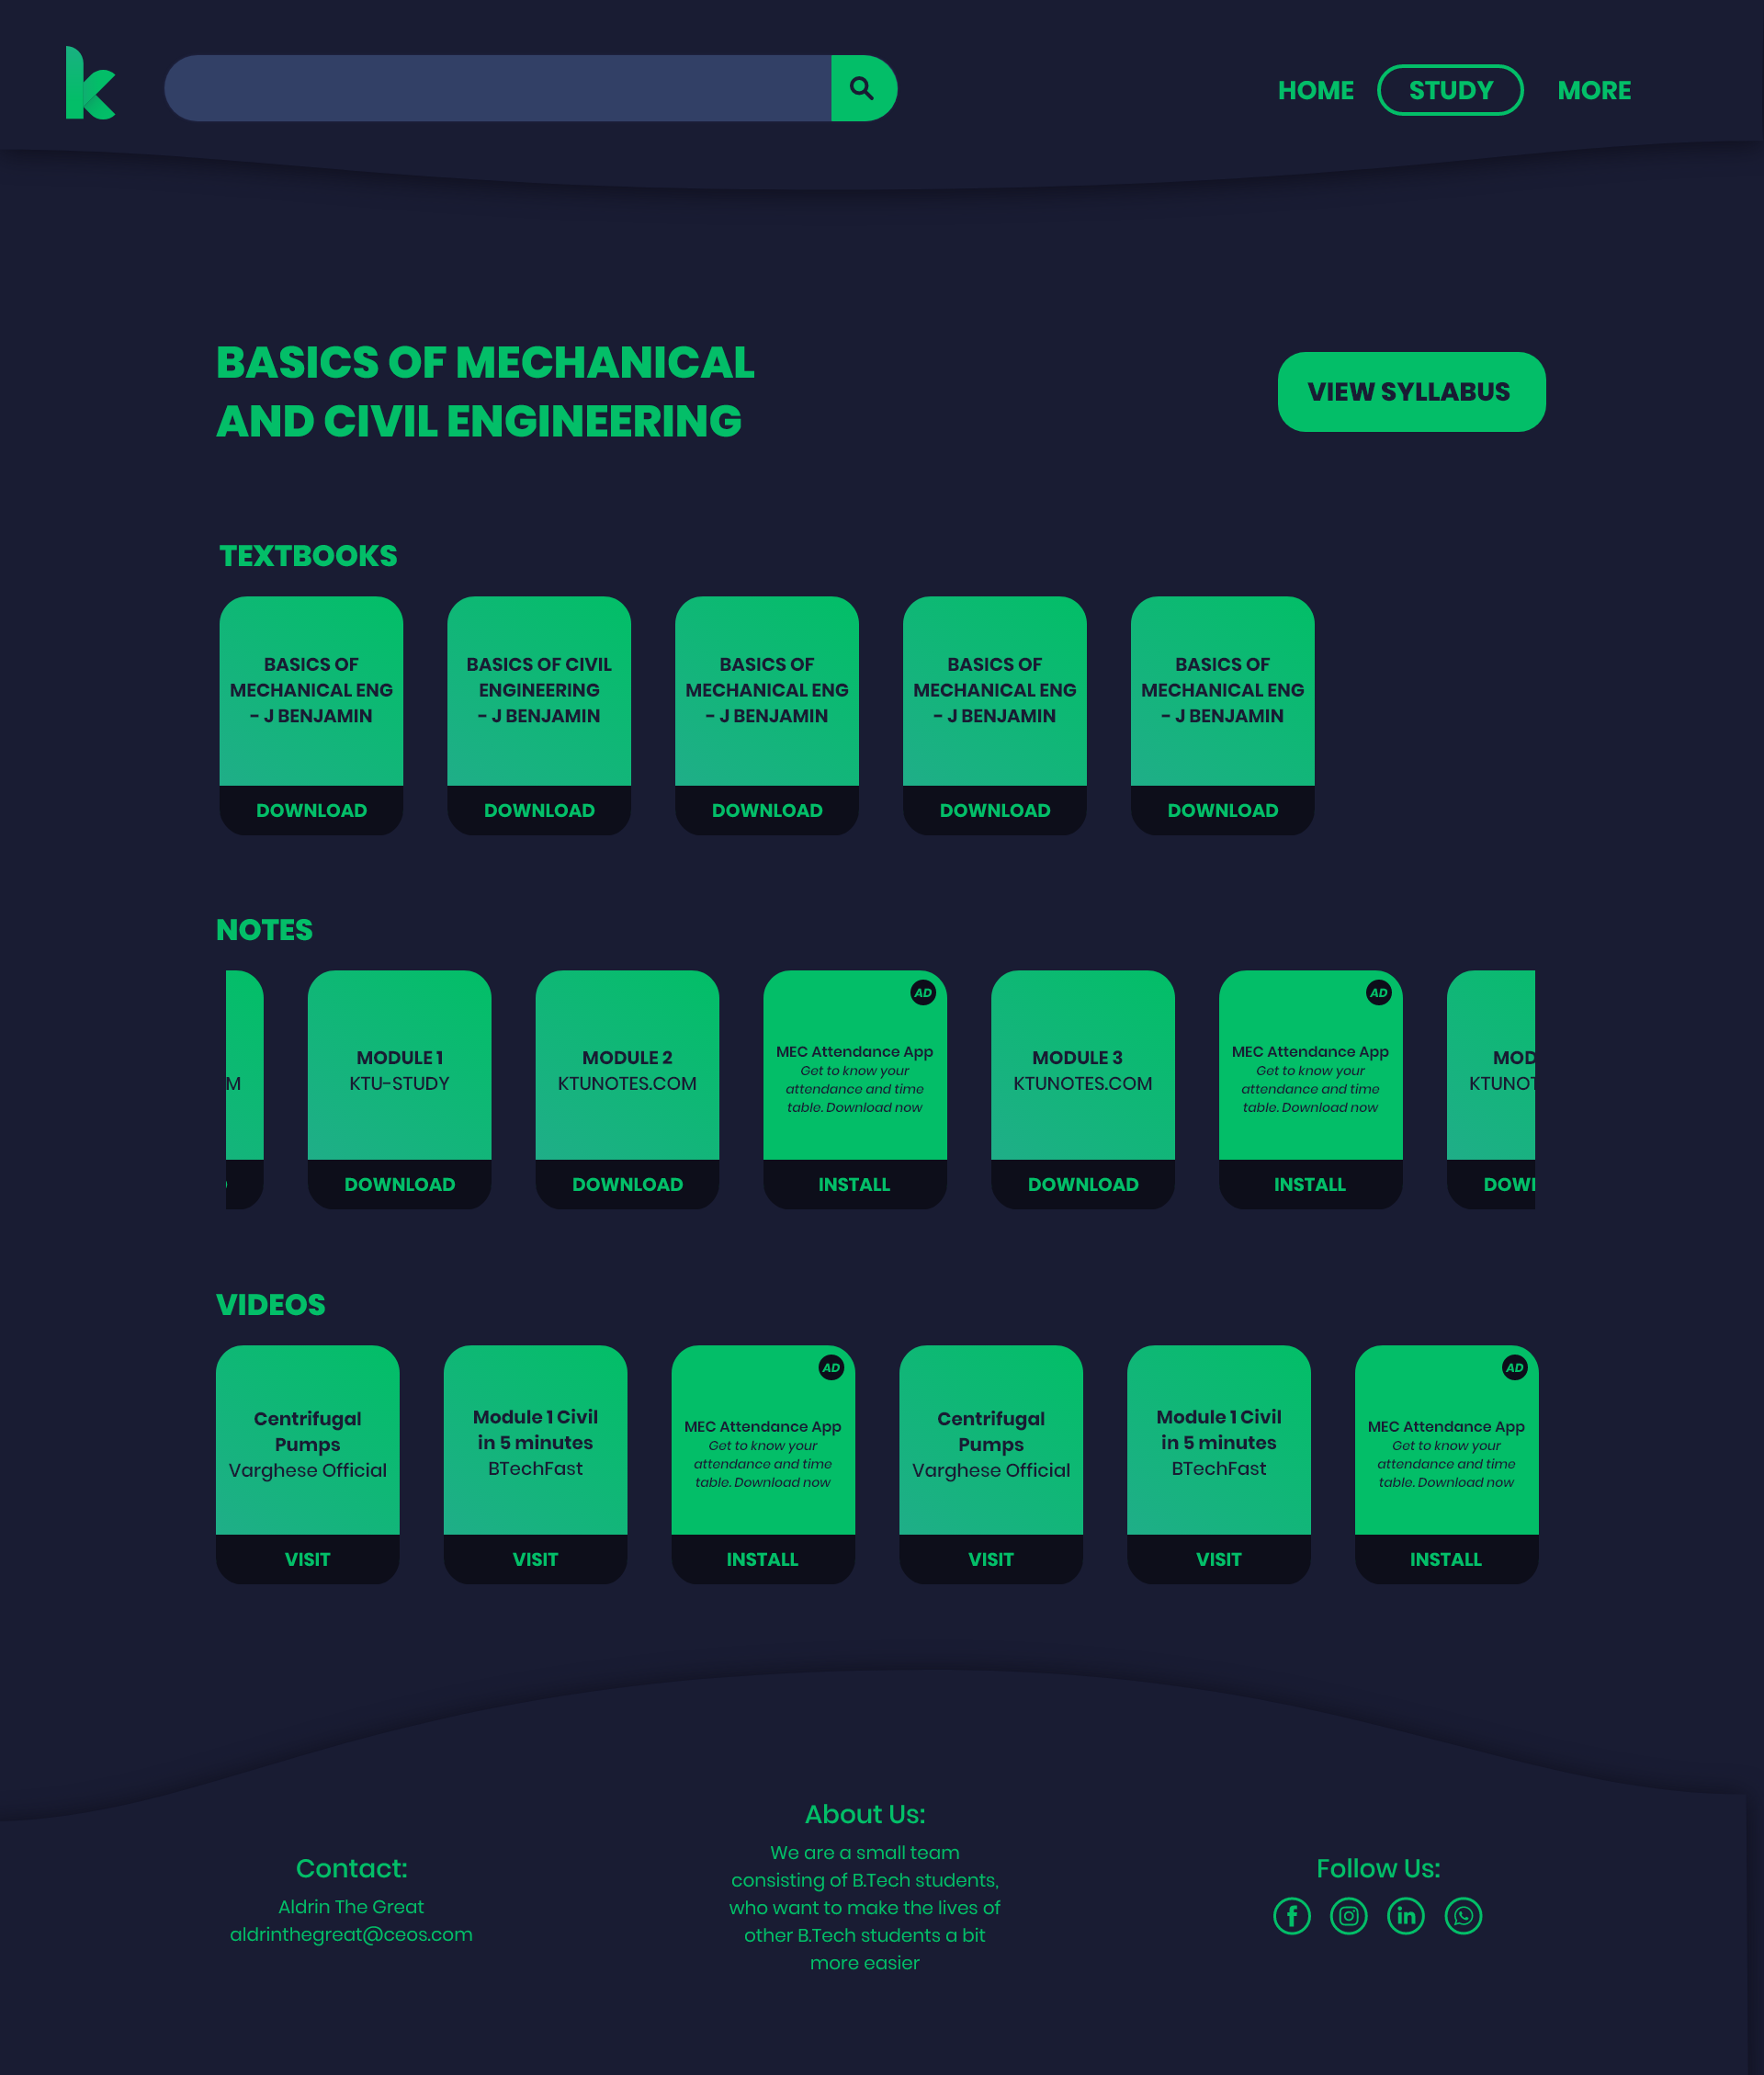 k
HOME
STUDY
MORE
BASICS OF MECHANICAL
AND CIVIL ENGINEERING
VIEW SYLLABUS
TEXTBOOKS
BASICS OF
MECHANICAL ENG
- J BENJAMIN
DOWNLOAD
BASICS OF CIVIL
ENGINEERING
- J BENJAMIN
DOWNLOAD
BASICS OF
MECHANICAL ENG
- J BENJAMIN
DOWNLOAD
BASICS OF
MECHANICAL ENG
- J BENJAMIN
DOWNLOAD
BASICS OF
MECHANICAL ENG
- J BENJAMIN
DOWNLOAD
NOTES
M
MODULE 1
KTU-STUDY
DOWNLOAD
MODULE 2
KTUNOTES.COM
DOWNLOAD
AD
MEC Attendance App
Get to know your
attendance and time
table. Download now
INSTALL
MODULE 3
KTUNOTES.COM
DOWNLOAD
AD
MEC Attendance App
Get to know your
attendance and time
table. Download now
INSTALL
MOD
KTUNOT
DOW
VIDEOS
Centrifugal
Pumps
Varghese Official
VISIT
Module 1 Civil
in 5 minutes
BTechFast
VISIT
AD
MEC Attendance App
Get to know your
attendance and time
table. Download now
INSTALL
Centrifugal
Pumps
Varghese Official
VISIT
Module 1 Civil
in 5 minutes
BTechFast
VISIT
AD
MEC Attendance App
Get to know your
attendance and time
table. Download now
INSTALL
Contact:
Aldrin The Great
aldrinthegreat@ceos.com
About Us:
We are a small team
consisting of B.Tech students,
who want to make the lives of
other B.Tech students a bit
more easier
Follow Us: